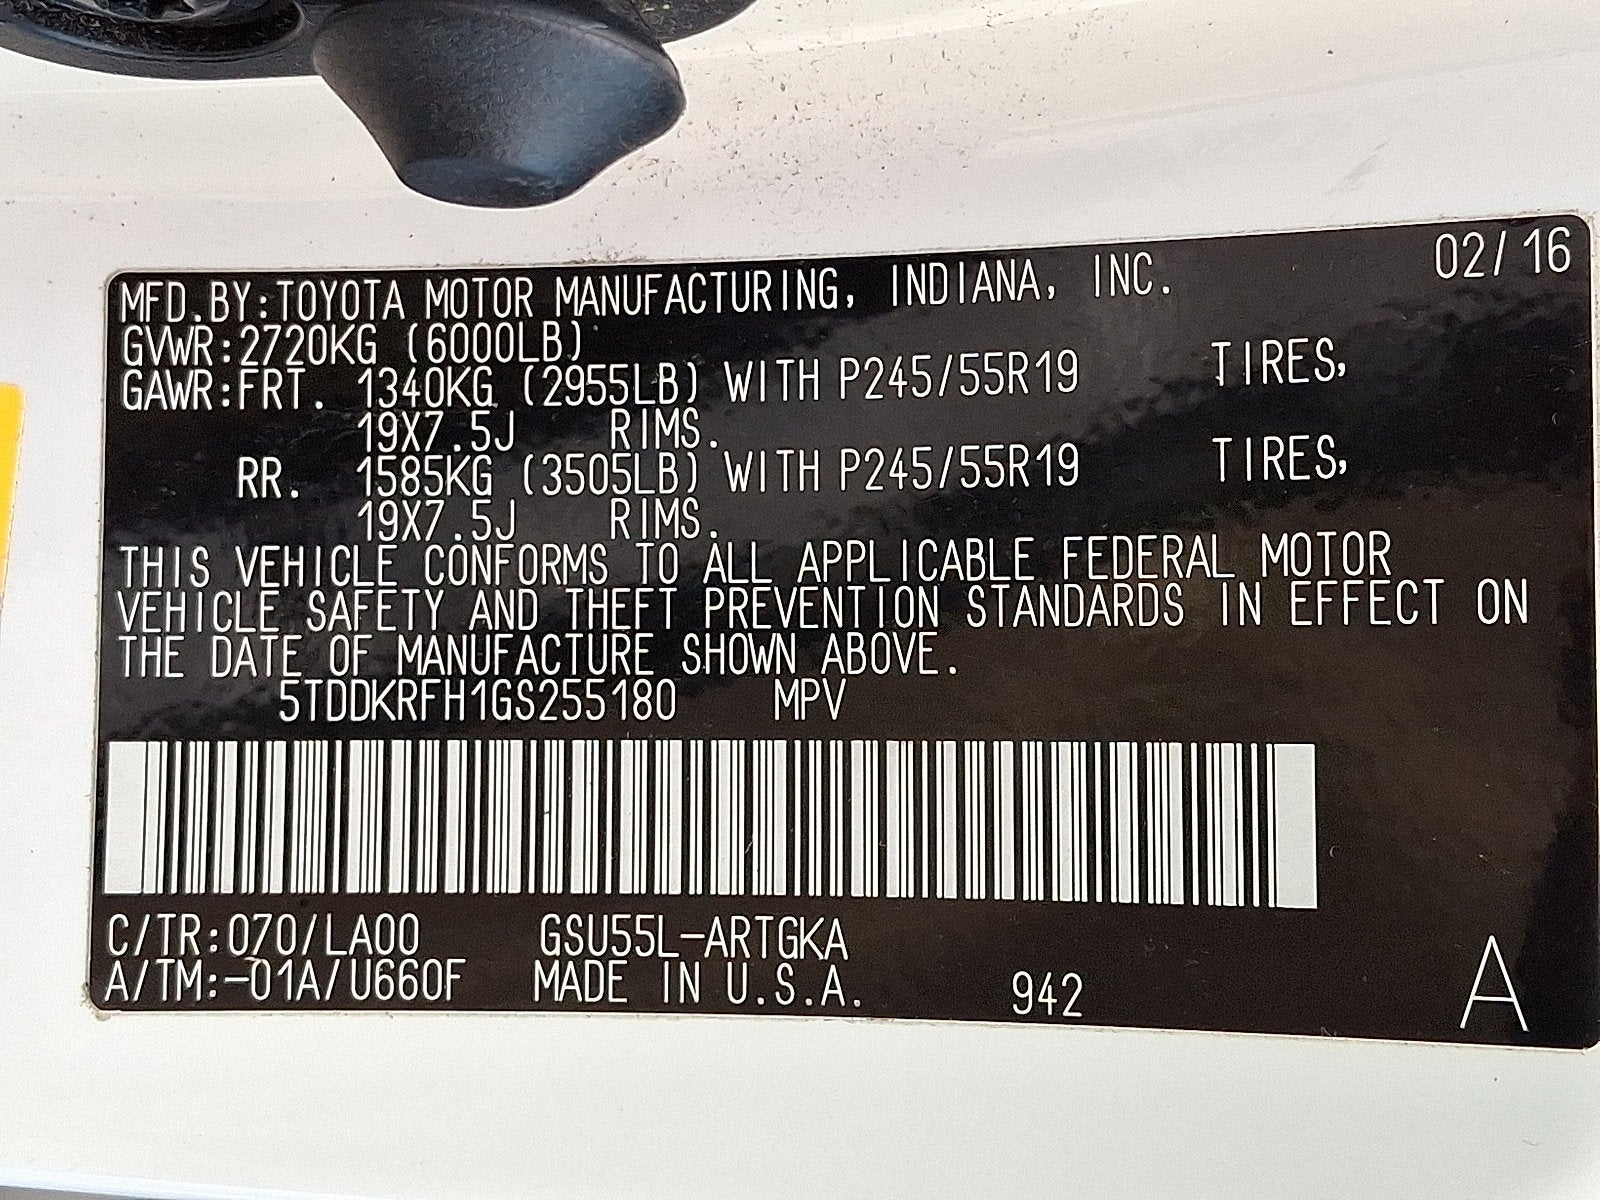 02/16
MFD.BY:TOYOTA MOTOR MANUFACTURING, INDIANA, INC.
GVWR:2720KG (6000LB)
GAWR:FRT. 1340KG (2955LB) WITH P245/55R19 TIRES,
19X7.5J RIMS.
RR. 1585KG (3505LB) WITH P245/55R19 TIRES,
19X7.5J RIMS.
THIS VEHICLE CONFORMS TO ALL APPLICABLE FEDERAL MOTOR
VEHICLE SAFETY AND THEFT PREVENTION STANDARDS IN EFFECT ON
THE DATE OF MANUFACTURE SHOWN ABOVE.
5TDDKRFH1GS255180 MPV
C/TR:070/LA00 GSU55L-ARTGKA
A/TM:-01A/U660F MADE IN U.S.A. 942 A